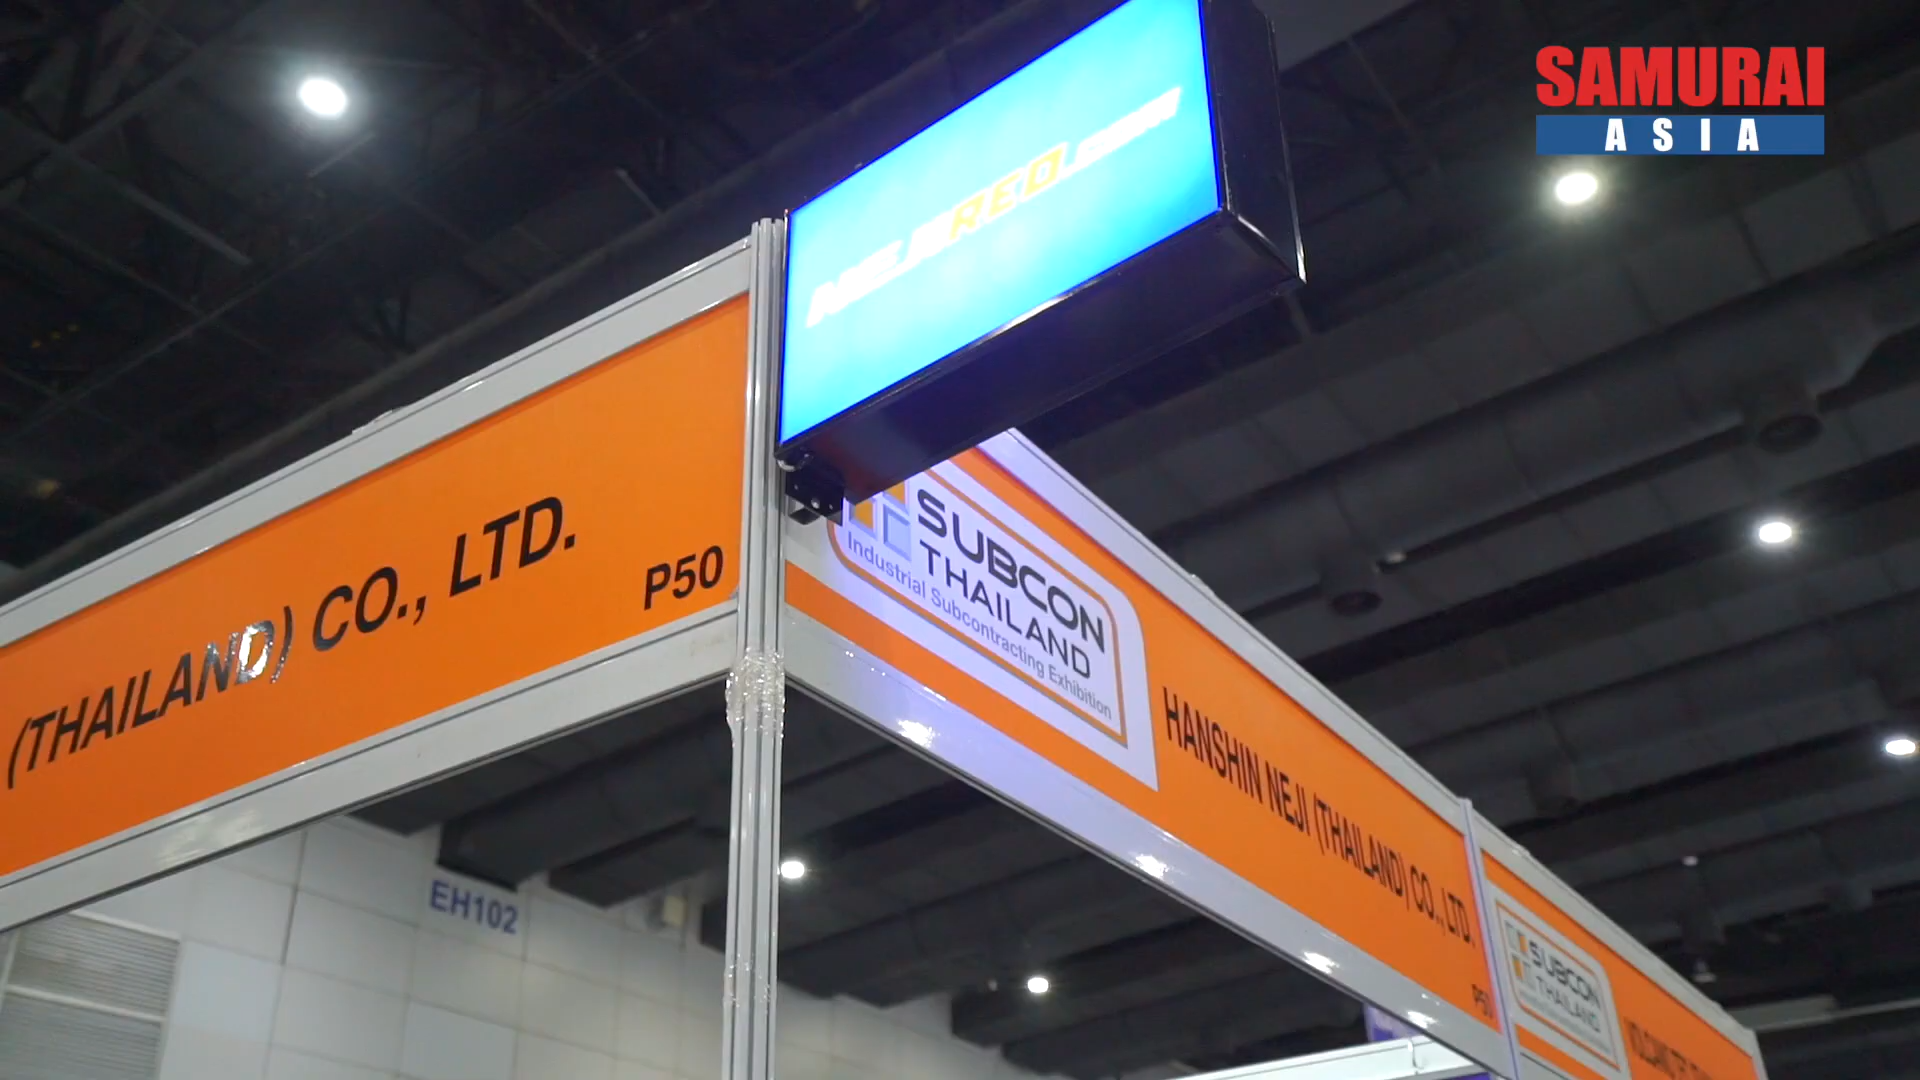 SAMURAI
ASIA
(THAILAND) CO., LTD.
P50
SUBCON
THAILAND
Industrial Subcontracting Exhibition
HANSHIN NEJI (THAILAND) CO., LTD.
P50
SUBCON
THAILAND
EH102